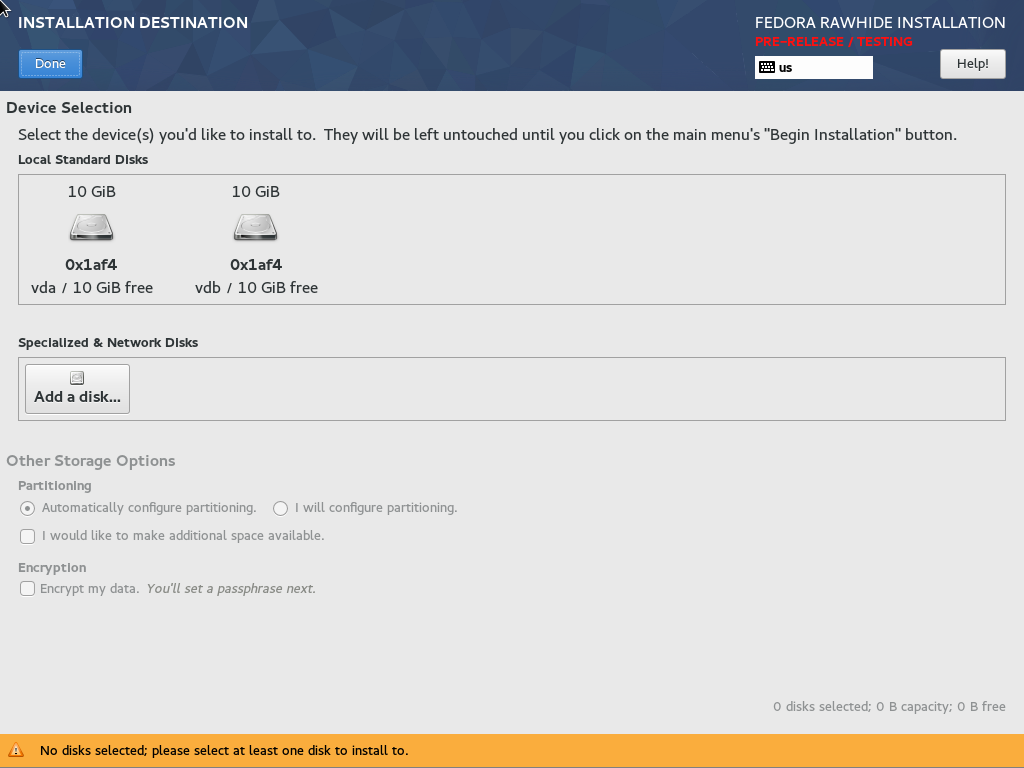 INSTALLATION DESTINATION
FEDORA RAWHIDE INSTALLATION
PRE-RELEASE / TESTING
Done
us
Help!
Device Selection
Select the device(s) you'd like to install to.  They will be left untouched until you click on the main menu's "Begin Installation" button.
Local Standard Disks
10 GiB
0x1af4
vda / 10 GiB free
10 GiB
0x1af4
vdb / 10 GiB free
Specialized & Network Disks
Add a disk...
Other Storage Options
Partitioning
Automatically configure partitioning. I will configure partitioning.
I would like to make additional space available.
Encryption
Encrypt my data. You'll set a passphrase next.
0 disks selected; 0 B capacity; 0 B free
No disks selected; please select at least one disk to install to.